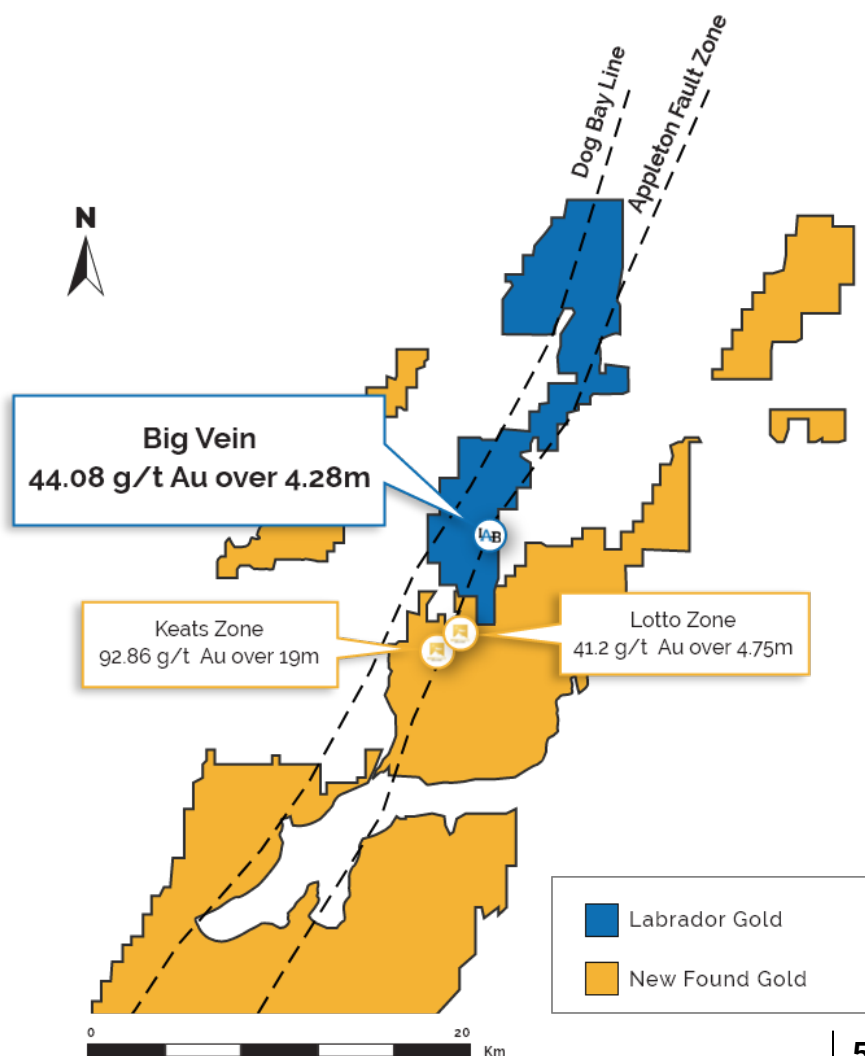 Dog Bay Line
Appleton Fault Zone
N
Big Vein
44.08 g/t Au over 4.28m
LAB
Keats Zone
92.86 g/t Au over 19m
Lotto Zone
41.2 g/t Au over 4.75m
Labrador Gold
New Found Gold
0
20
Km
5